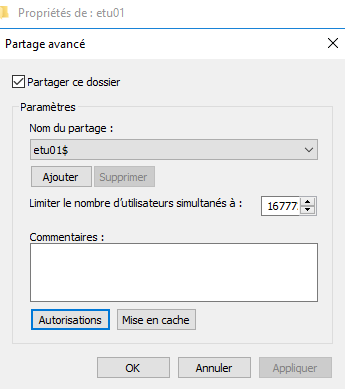 Propriétés de : etu01
Partage avancé
Partager ce dossier
Paramètres
Nom du partage :
etu01$
Ajouter Supprimer
Limiter le nombre d'utilisateurs simultanés à : 16777
Commentaires :
Autorisations Mise en cache
OK Annuler Appliquer